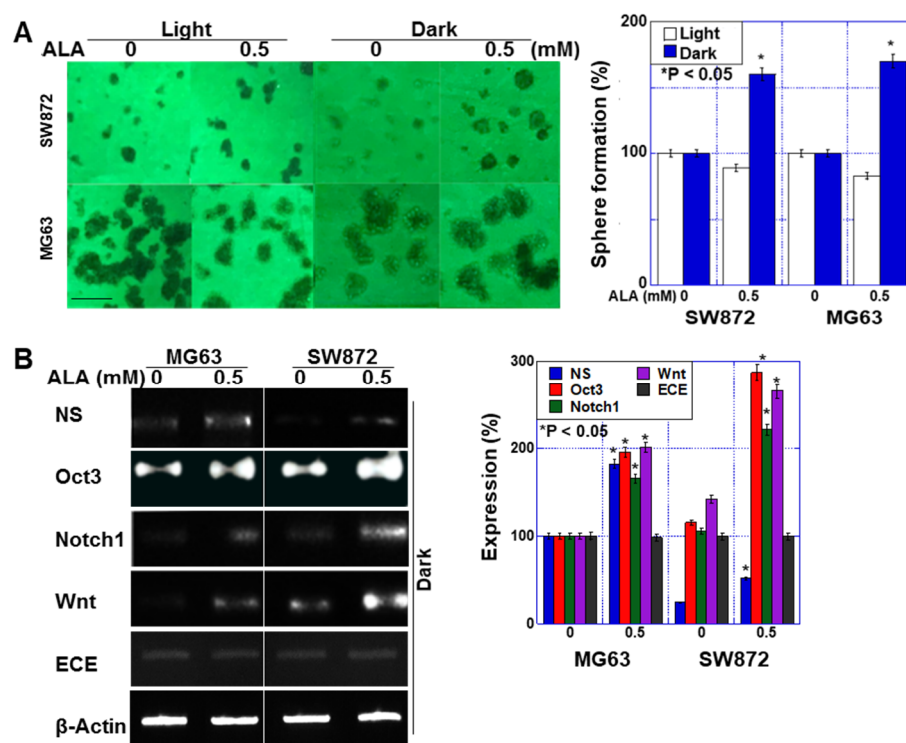 A
Light
Dark
ALA 0 0.5 0 0.5 (mM)
SW872
MG63
Sphere formation (%)
200
100
0
Light
Dark
*P < 0.05
*
*
ALA (mM) 0 0.5 0 0.5
SW872 MG63
B
MG63 SW872
ALA (mM) 0 0.5 0 0.5
NS
Oct3
Notch1
Wnt
ECE
β-Actin
Dark
Expression (%)
300
200
100
0
NS Wnt
Oct3 ECE
Notch1
*P < 0.05
* * * *
* * * *
0 0.5 0 0.5
MG63 SW872